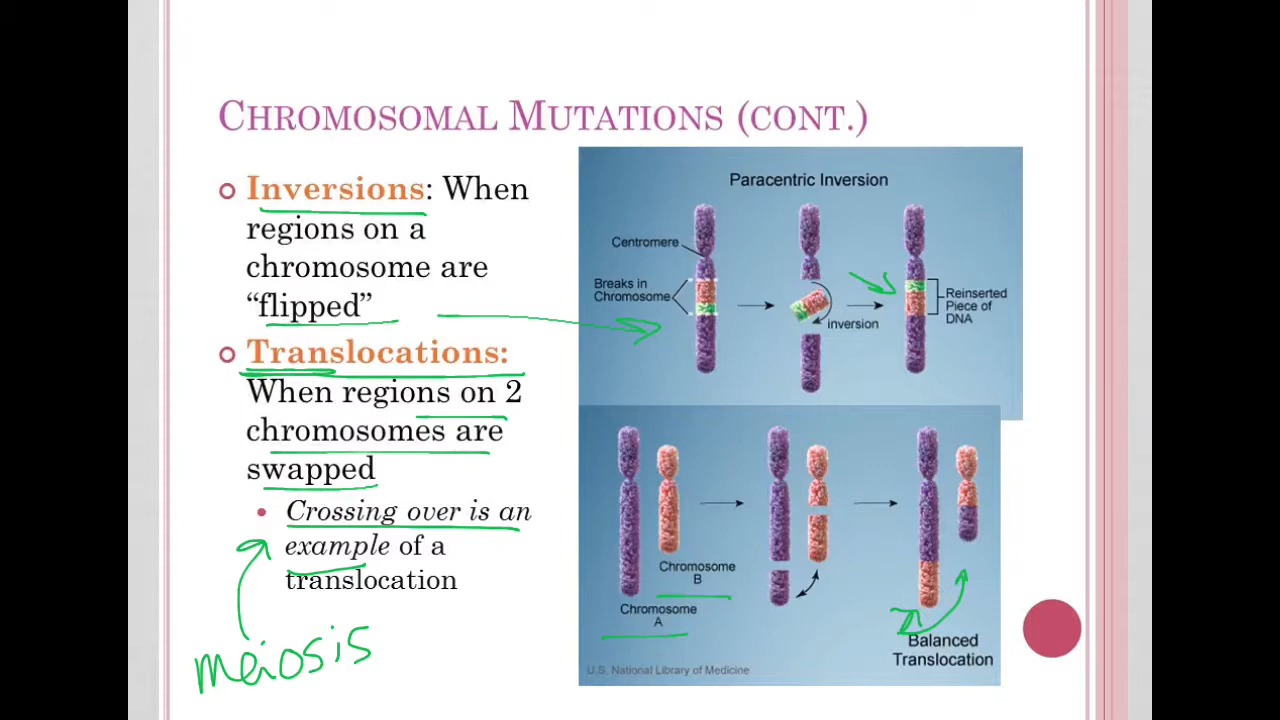 CHROMOSOMAL MUTATIONS (CONT.)
Inversions: When
regions on a
chromosome are
“flipped”
Translocations:
When regions on 2
chromosomes are
swapped
Crossing over is an
example of a
translocation
meiosis
Paracentric Inversion
Centromere
Breaks in
Chromosome
inversion
Reinserted
Piece of
DNA
Chromosome
B
Chromosome
A
Balanced
Translocation
U.S. National Library of Medicine